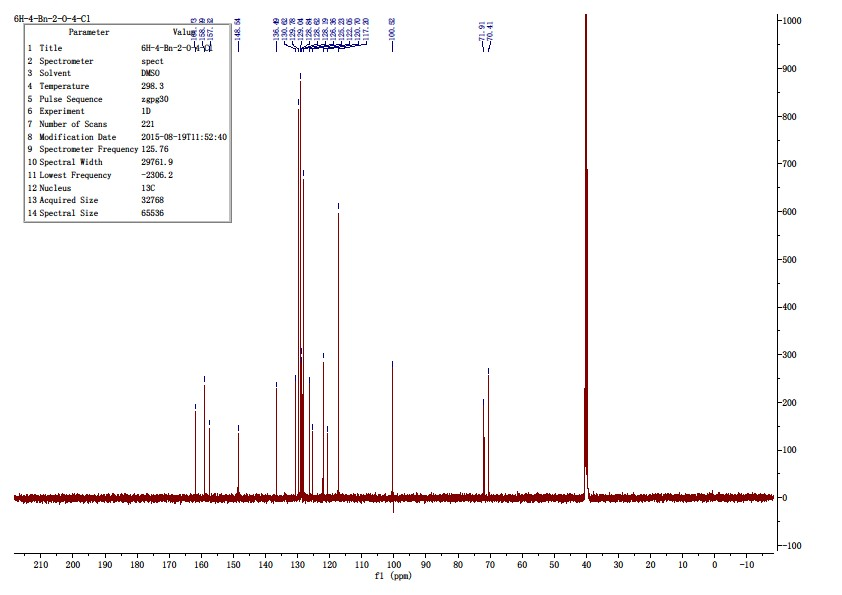 6H-4-Bn-2-O-4-Cl
Parameter Value
1 Title 6H-4-Bn-2-O-4-Cl
2 Spectrometer spect
3 Solvent DMSO
4 Temperature 298.3
5 Pulse Sequence zgpg30
6 Experiment 1D
7 Number of Scans 221
8 Modification Date 2015-08-19T11:52:40
9 Spectrometer Frequency 125.76
10 Spectral Width 29761.9
11 Lowest Frequency -2306.2
12 Nucleus 13C
13 Acquired Size 32768
14 Spectral Size 65536
148.54
136.49
130.62
129.78
129.04
128.84
128.62
128.19
126.36
125.23
122.05
120.70
117.20
100.52
71.91
70.41
1000
900
800
700
600
500
400
300
200
100
0
-100
210 200 190 180 170 160 150 140 130 120 110 100 90 80 70 60 50 40 30 20 10 0 -10
f1 (ppm)